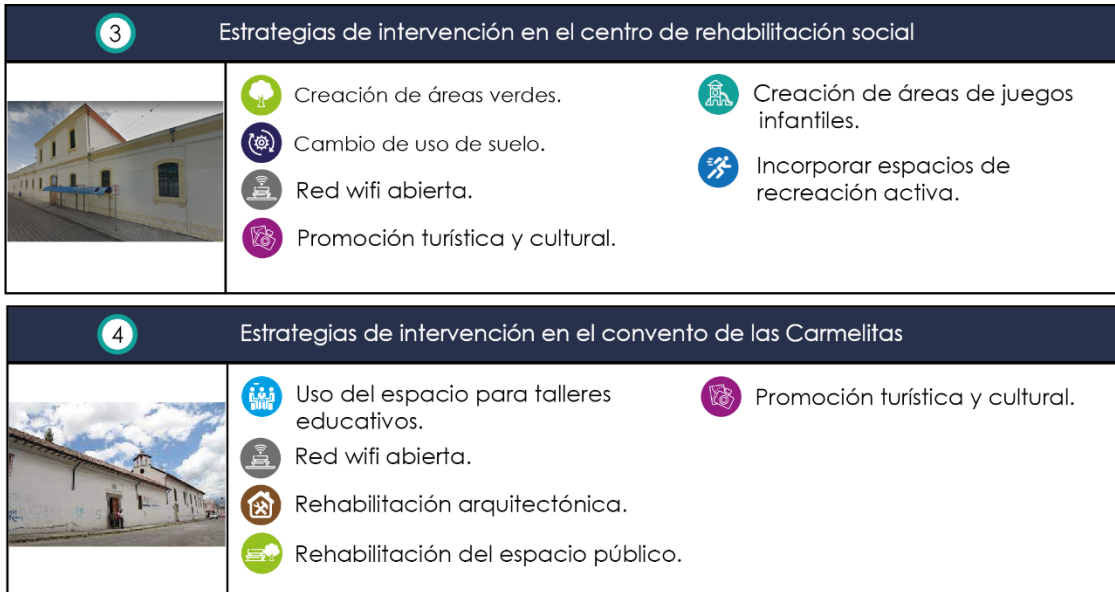 3
Estrategias de intervención en el centro de rehabilitación social
Creación de áreas verdes.
Cambio de uso de suelo.
Red wifi abierta.
Promoción turística y cultural.
Creación de áreas de juegos
infantiles.
Incorporar espacios de
recreación activa.
4
Estrategias de intervención en el convento de las Carmelitas
Uso del espacio para talleres
educativos.
Red wifi abierta.
Rehabilitación arquitectónica.
Rehabilitación del espacio público.
Promoción turística y cultural.